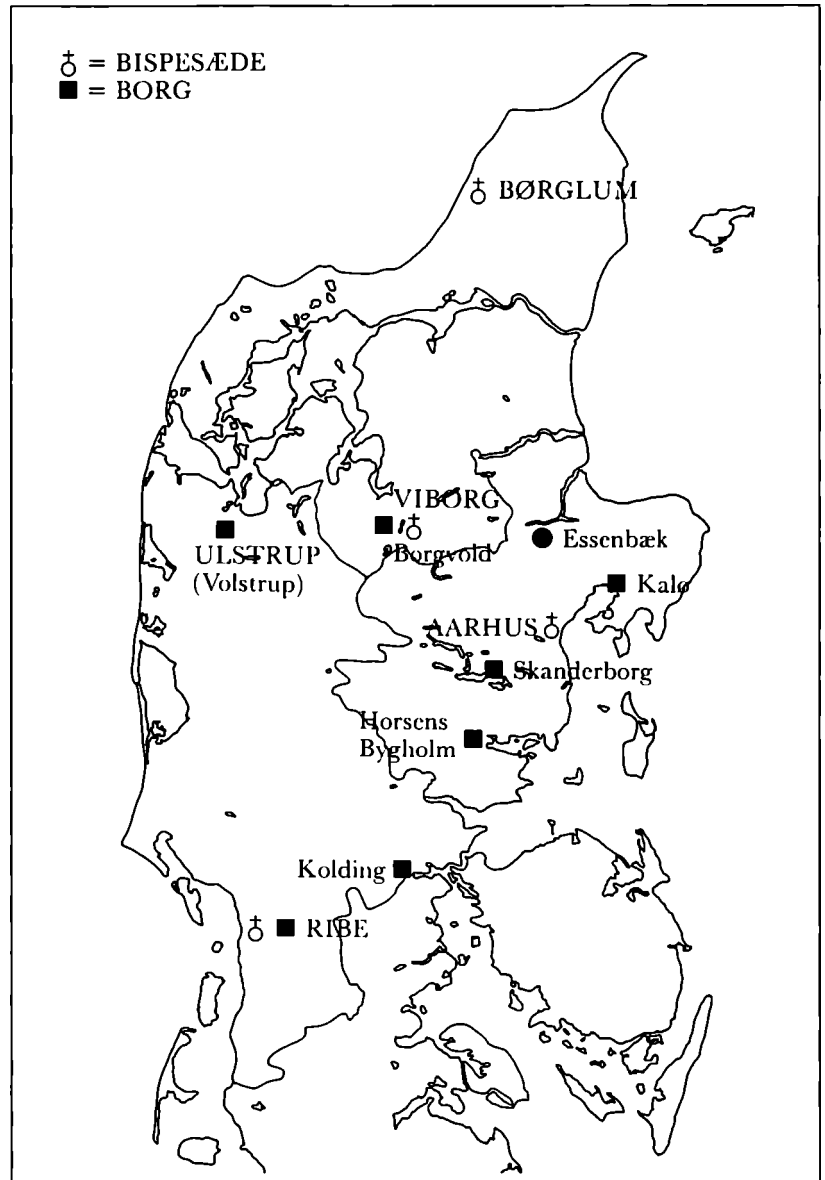 = BISPESÆDE
= BORG
BØRGLUM
VIBORG
Borgvold
ULSTRUP
(Volstrup)
Essenbæk
Kalø
AARHUS
Skanderborg
Horsens
Bygholm
Kolding
RIBE